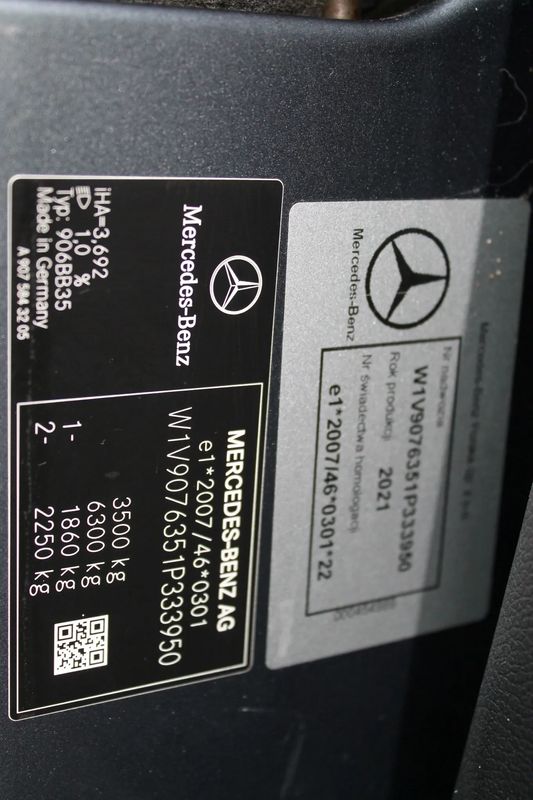 Mercedes-Benz
MERCEDES-BENZ AG
e1*2007/46*0301
W1V9076351P333950
3500 kg
6300 kg
1- 1860 kg
2- 2250 kg
iHA=3,692
1,0 %
Typ: 906BB35
Made in Germany
A 907 584 32 05
Mercedes-Benz
Nr nadwozia
W1V9076351P333950
Rok produkcji 2021
Nr świadectwa homologacji
e1*2007/46*0301*22